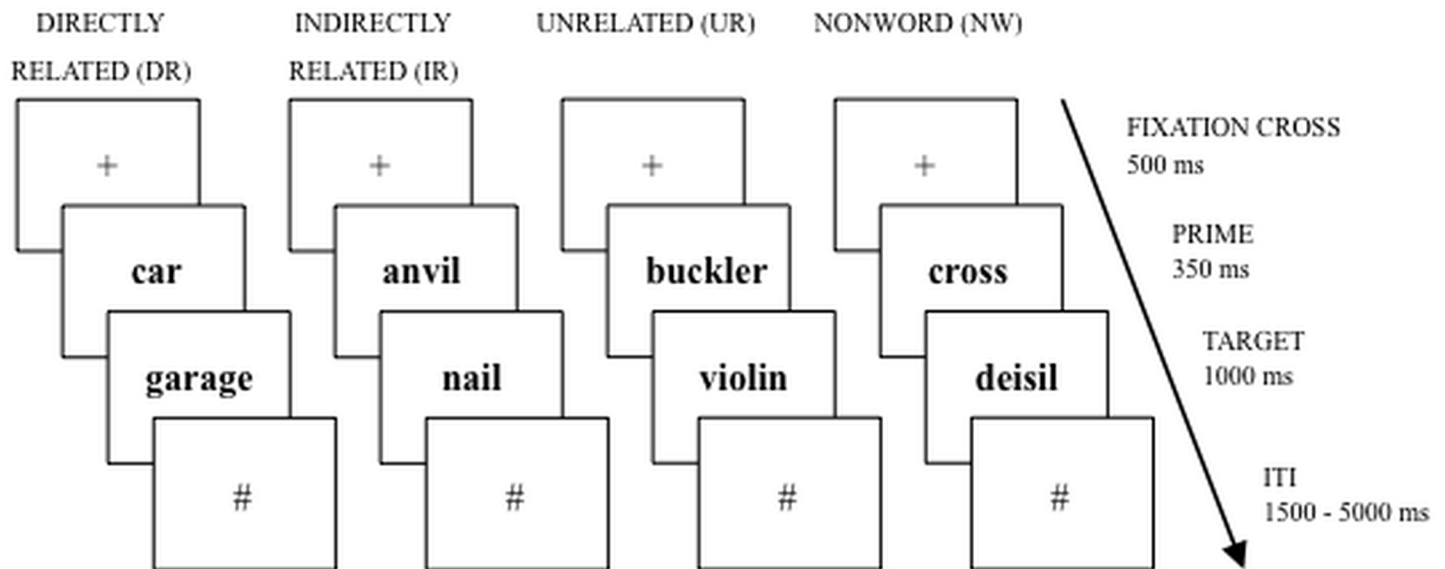 DIRECTLY
RELATED (DR)
INDIRECTLY
RELATED (IR)
UNRELATED (UR)
NONWORD (NW)
+
+
+
+
FIXATION CROSS
500 ms
car
anvil
buckler
cross
PRIME
350 ms
garage
nail
violin
deisil
TARGET
1000 ms
#
#
#
#
ITI
1500 - 5000 ms